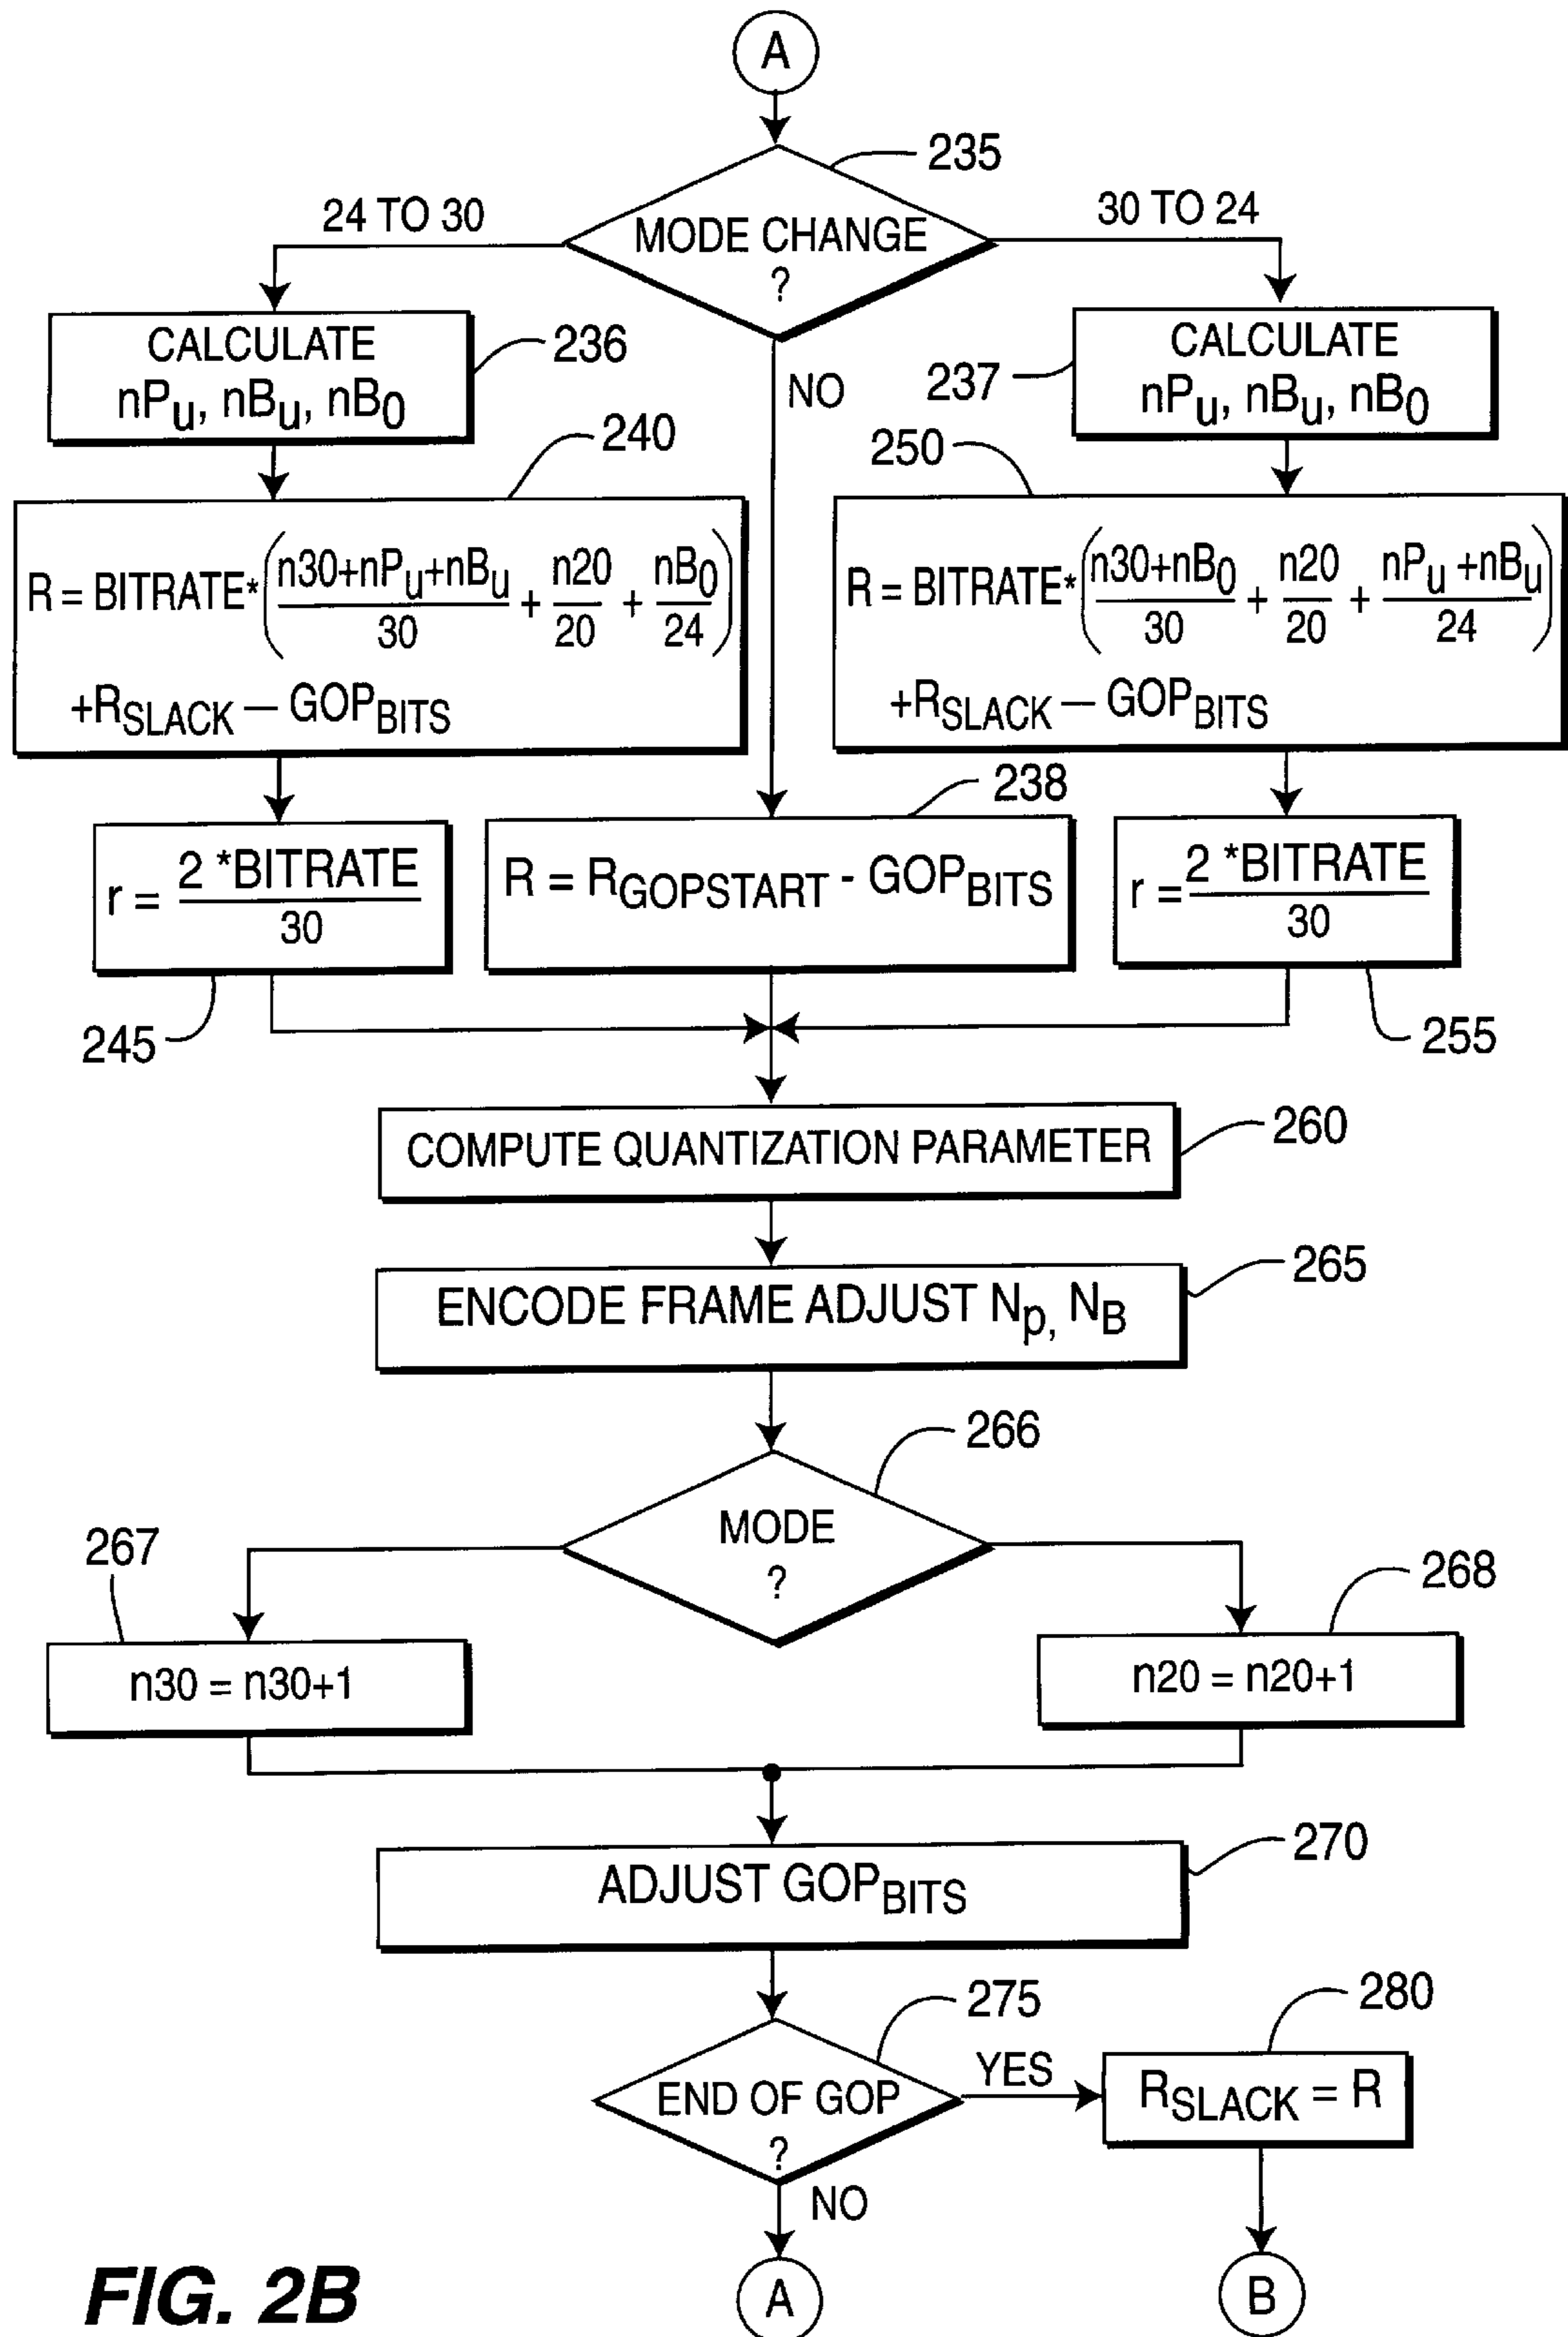 A
235
24 TO 30
30 TO 24
MODE CHANGE
?
CALCULATE
nPu, nBu, nB0
236
NO
237
CALCULATE
nPu, nBu, nB0
240
250
R = BITRATE*(n30+nPu+nBu/30 + n20/20 + nB0/24)
+RSLACK — GOPBITS
R = BITRATE*(n30+nB0/30 + n20/20 + nPu +nBu/24)
+RSLACK — GOPBITS
238
r = 2 *BITRATE/30
R = RGOPSTART - GOPBITS
r = 2 *BITRATE/30
245
255
COMPUTE QUANTIZATION PARAMETER
260
ENCODE FRAME ADJUST Np, NB
265
266
MODE
?
267
268
n30 = n30+1
n20 = n20+1
ADJUST GOPBITS
270
275
280
END OF GOP
?
YES
RSLACK = R
NO
FIG. 2B
A
B